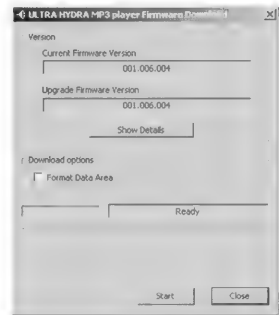 ULTRA HYDRA MP3 player Firmware Download
Version
Current Firmware Version
001.006.004
Upgrade Firmware Version
001.006.004
Show Details
Download options
Format Data Area
Ready
Start
Close